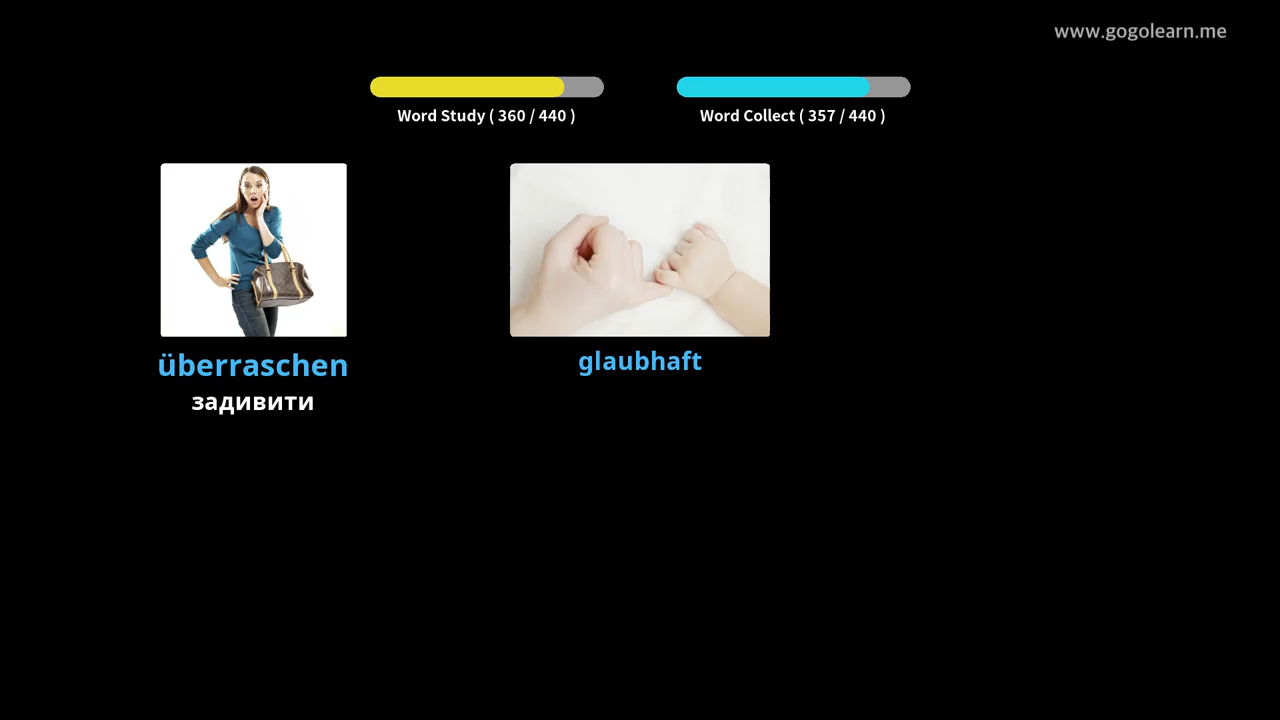 www.gogolearn.me
Word Study ( 360 / 440 )
Word Collect ( 357 / 440 )
überraschen
задивити
glaubhaft